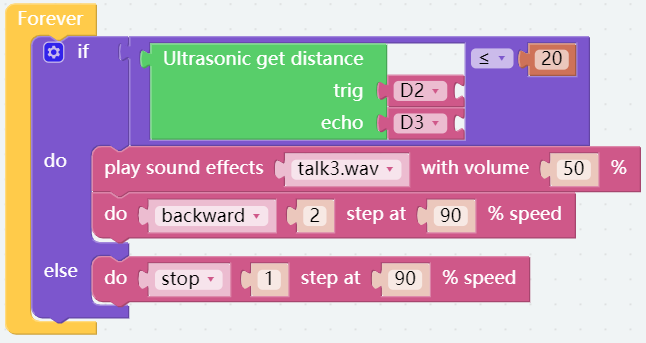 Forever
if Ultrasonic get distance ≤ 20
trig D2
echo D3
do play sound effects talk3.wav with volume 50 %
do backward 2 step at 90 % speed
else do stop 1 step at 90 % speed